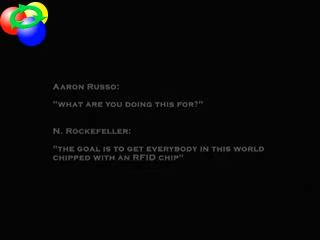 Aaron Russo:
"what are you doing this for?"
N. Rockefeller:
"the goal is to get everybody in this world
chipped with an RFID chip"